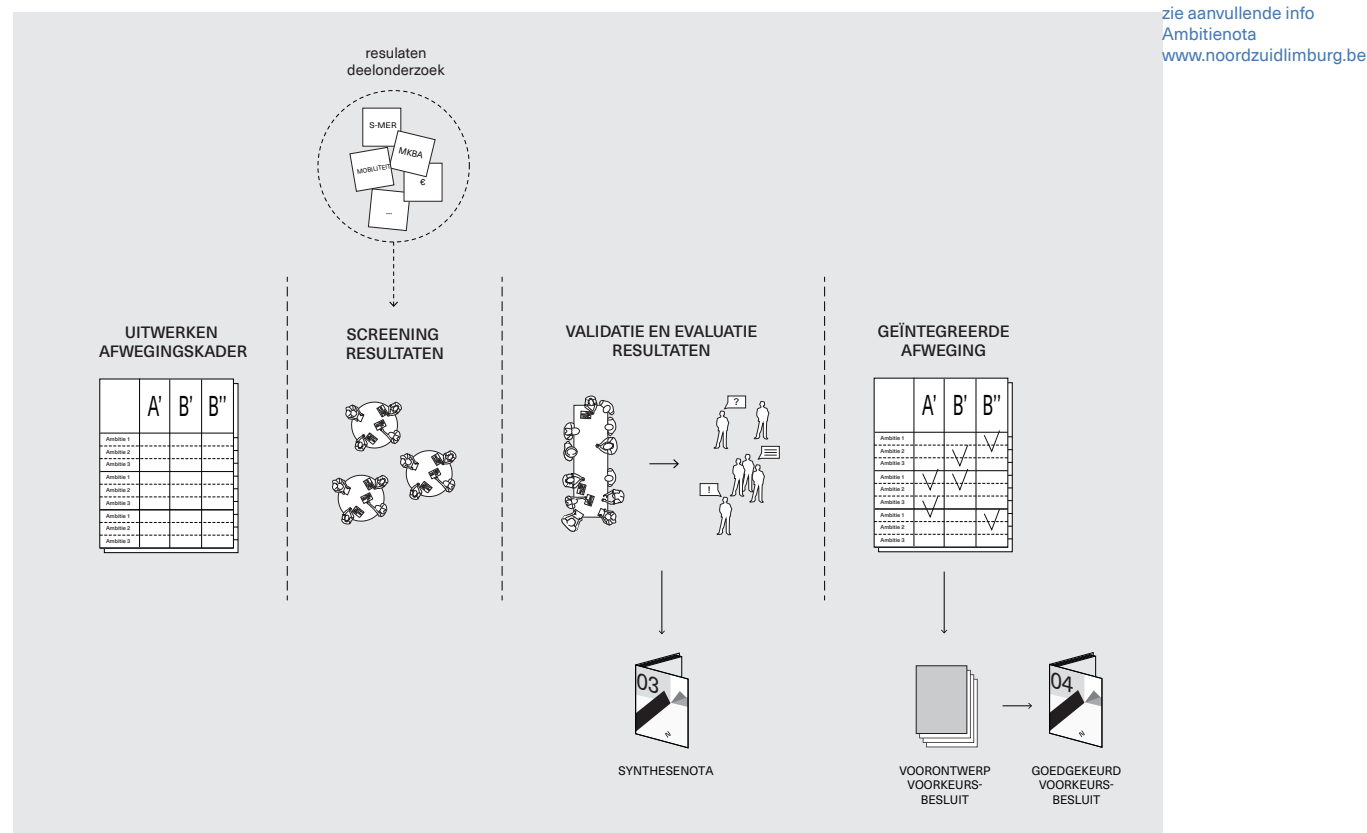 zie aanvullende info
Ambitienota
www.noordzuidlimburg.be
resulaten
deelonderzoek
S-MER
MKBA
MOBILITEIT
€
...
UITWERKEN
AFWEGINGSKADER
A' B' B''
Ambitie 1
Ambitie 2
Ambitie 3
Ambitie 1
Ambitie 2
Ambitie 3
Ambitie 1
Ambitie 2
Ambitie 3
SCREENING
RESULTATEN
VALIDATIE EN EVALUATIE
RESULTATEN
?
!
03
N
SYNTHESENOTA
GEÏNTEGREERDE
AFWEGING
A' B' B''
Ambitie 1
Ambitie 2
Ambitie 3
Ambitie 1
Ambitie 2
Ambitie 3
Ambitie 1
Ambitie 2
Ambitie 3
VOORONTWERP
VOORKEURS-
BESLUIT
04
N
GOEDGEKEURD
VOORKEURS-
BESLUIT